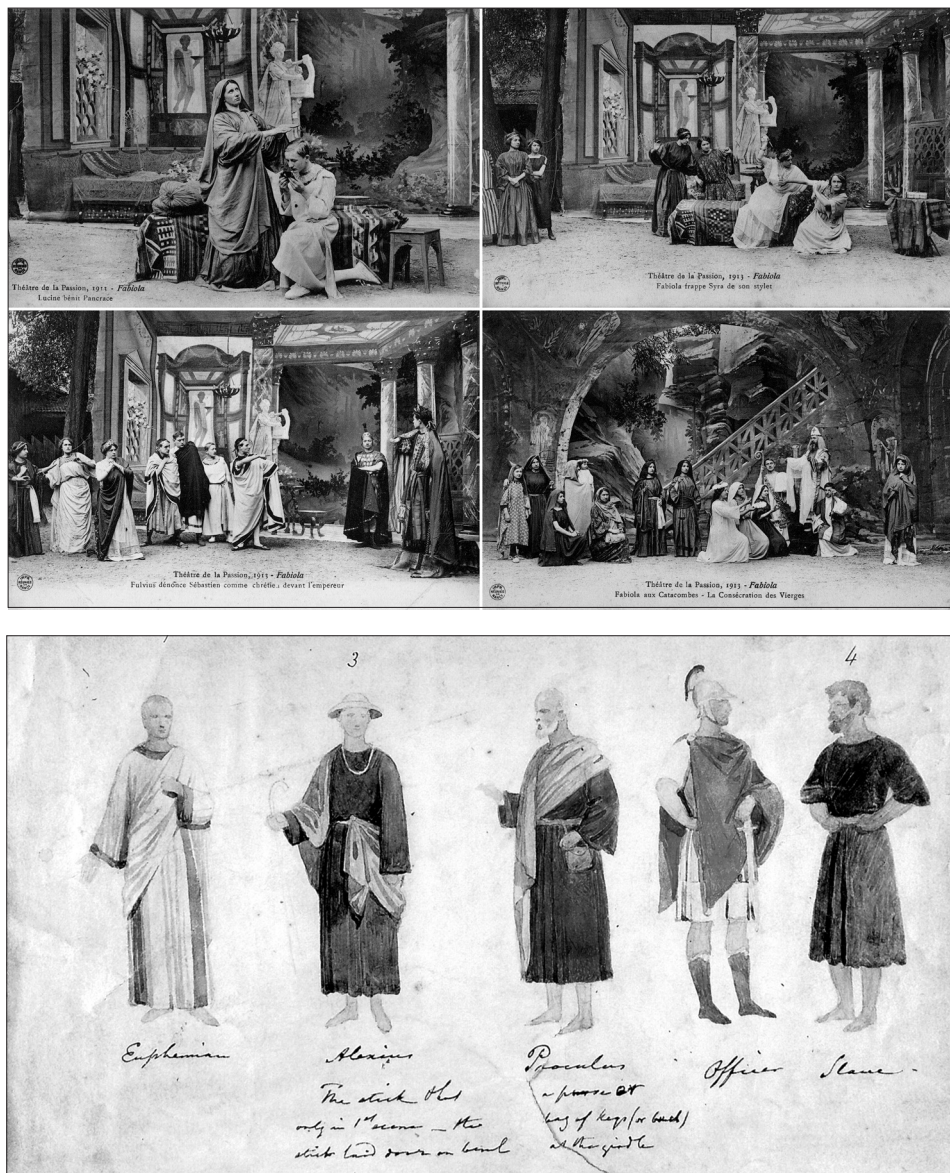 Théâtre de la Passion, 1913 - Fabiola
Lucine bénit Pancrace
Théâtre de la Passion, 1913 - Fabiola
Fabiola frappe Syra de son stylet
Théâtre de la Passion, 1913 - Fabiola
Fulvius dénonce Sébastien comme chrétien devant l'empereur
Théâtre de la Passion, 1913 - Fabiola
Fabiola aux Catacombes - La Consécration des Vierges
3
4
Euphemian
Alexius
Proculus
Officer
Slave
The stick &
only in 1st scene — the
stick laid down on
a purse or
bag of keys (or both)
at the girdle